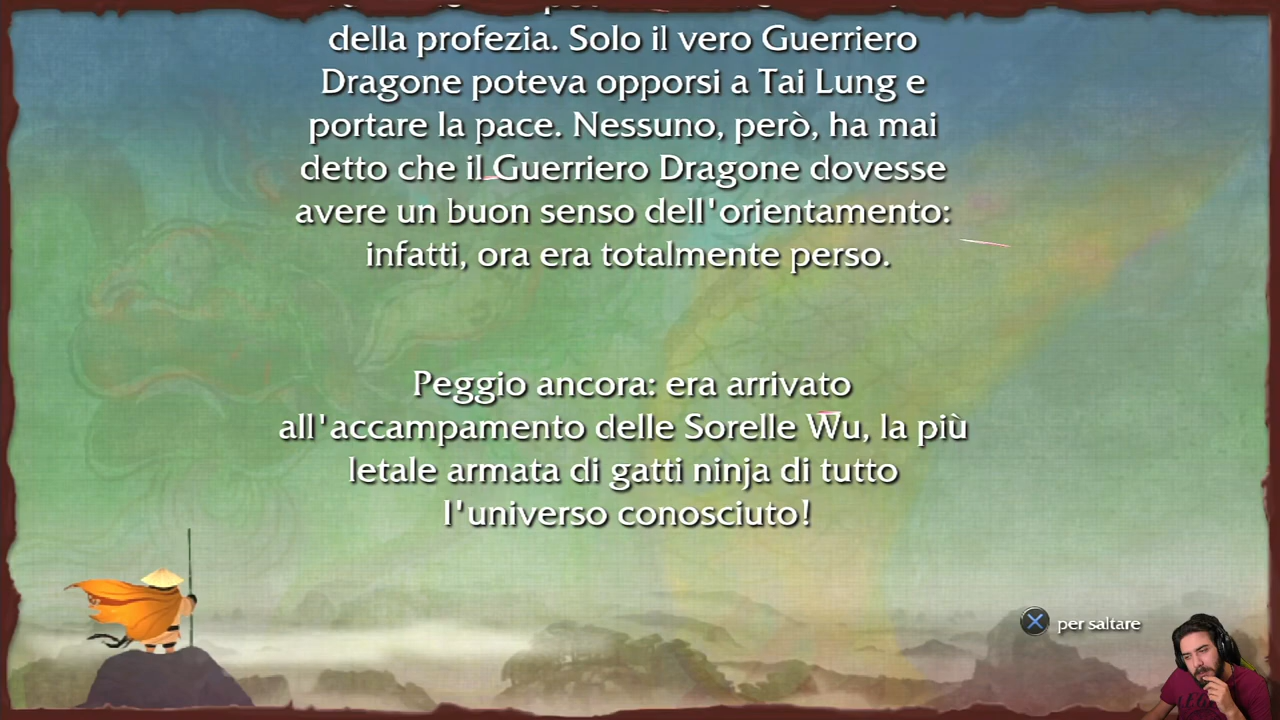 della profezia. Solo il vero Guerriero
Dragone poteva opporsi a Tai Lung e
portare la pace. Nessuno, però, ha mai
detto che il Guerriero Dragone dovesse
avere un buon senso dell'orientamento:
infatti, ora era totalmente perso.
Peggio ancora: era arrivato
all'accampamento delle Sorelle Wu, la più
letale armata di gatti ninja di tutto
l'universo conosciuto!
per saltare